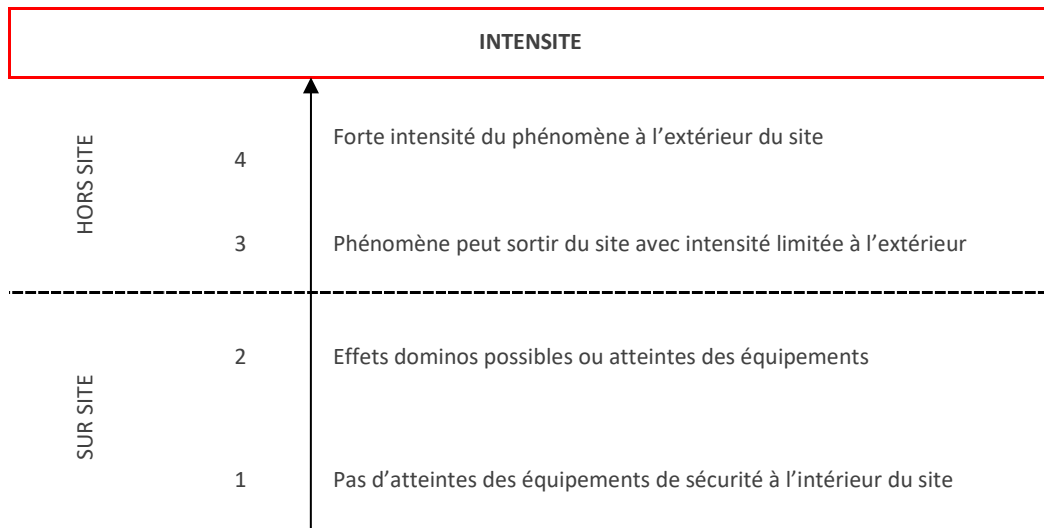 INTENSITE
HORS SITE
4
Forte intensité du phénomène à l’extérieur du site
3
Phénomène peut sortir du site avec intensité limitée à l’extérieur
SUR SITE
2
Effets dominos possibles ou atteintes des équipements
1
Pas d’atteintes des équipements de sécurité à l’intérieur du site